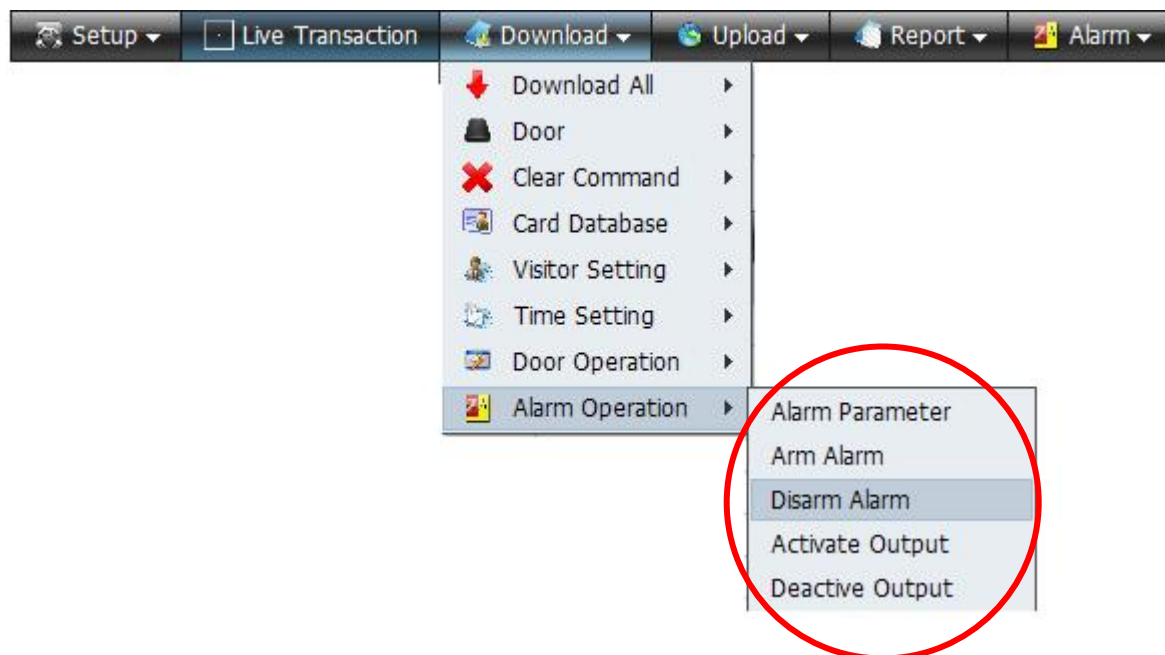 Setup Live Transaction Download Upload Report Alarm
Download All
Door
Clear Command
Card Database
Visitor Setting
Time Setting
Door Operation
Alarm Operation
Alarm Parameter
Arm Alarm
Disarm Alarm
Activate Output
Deactive Output